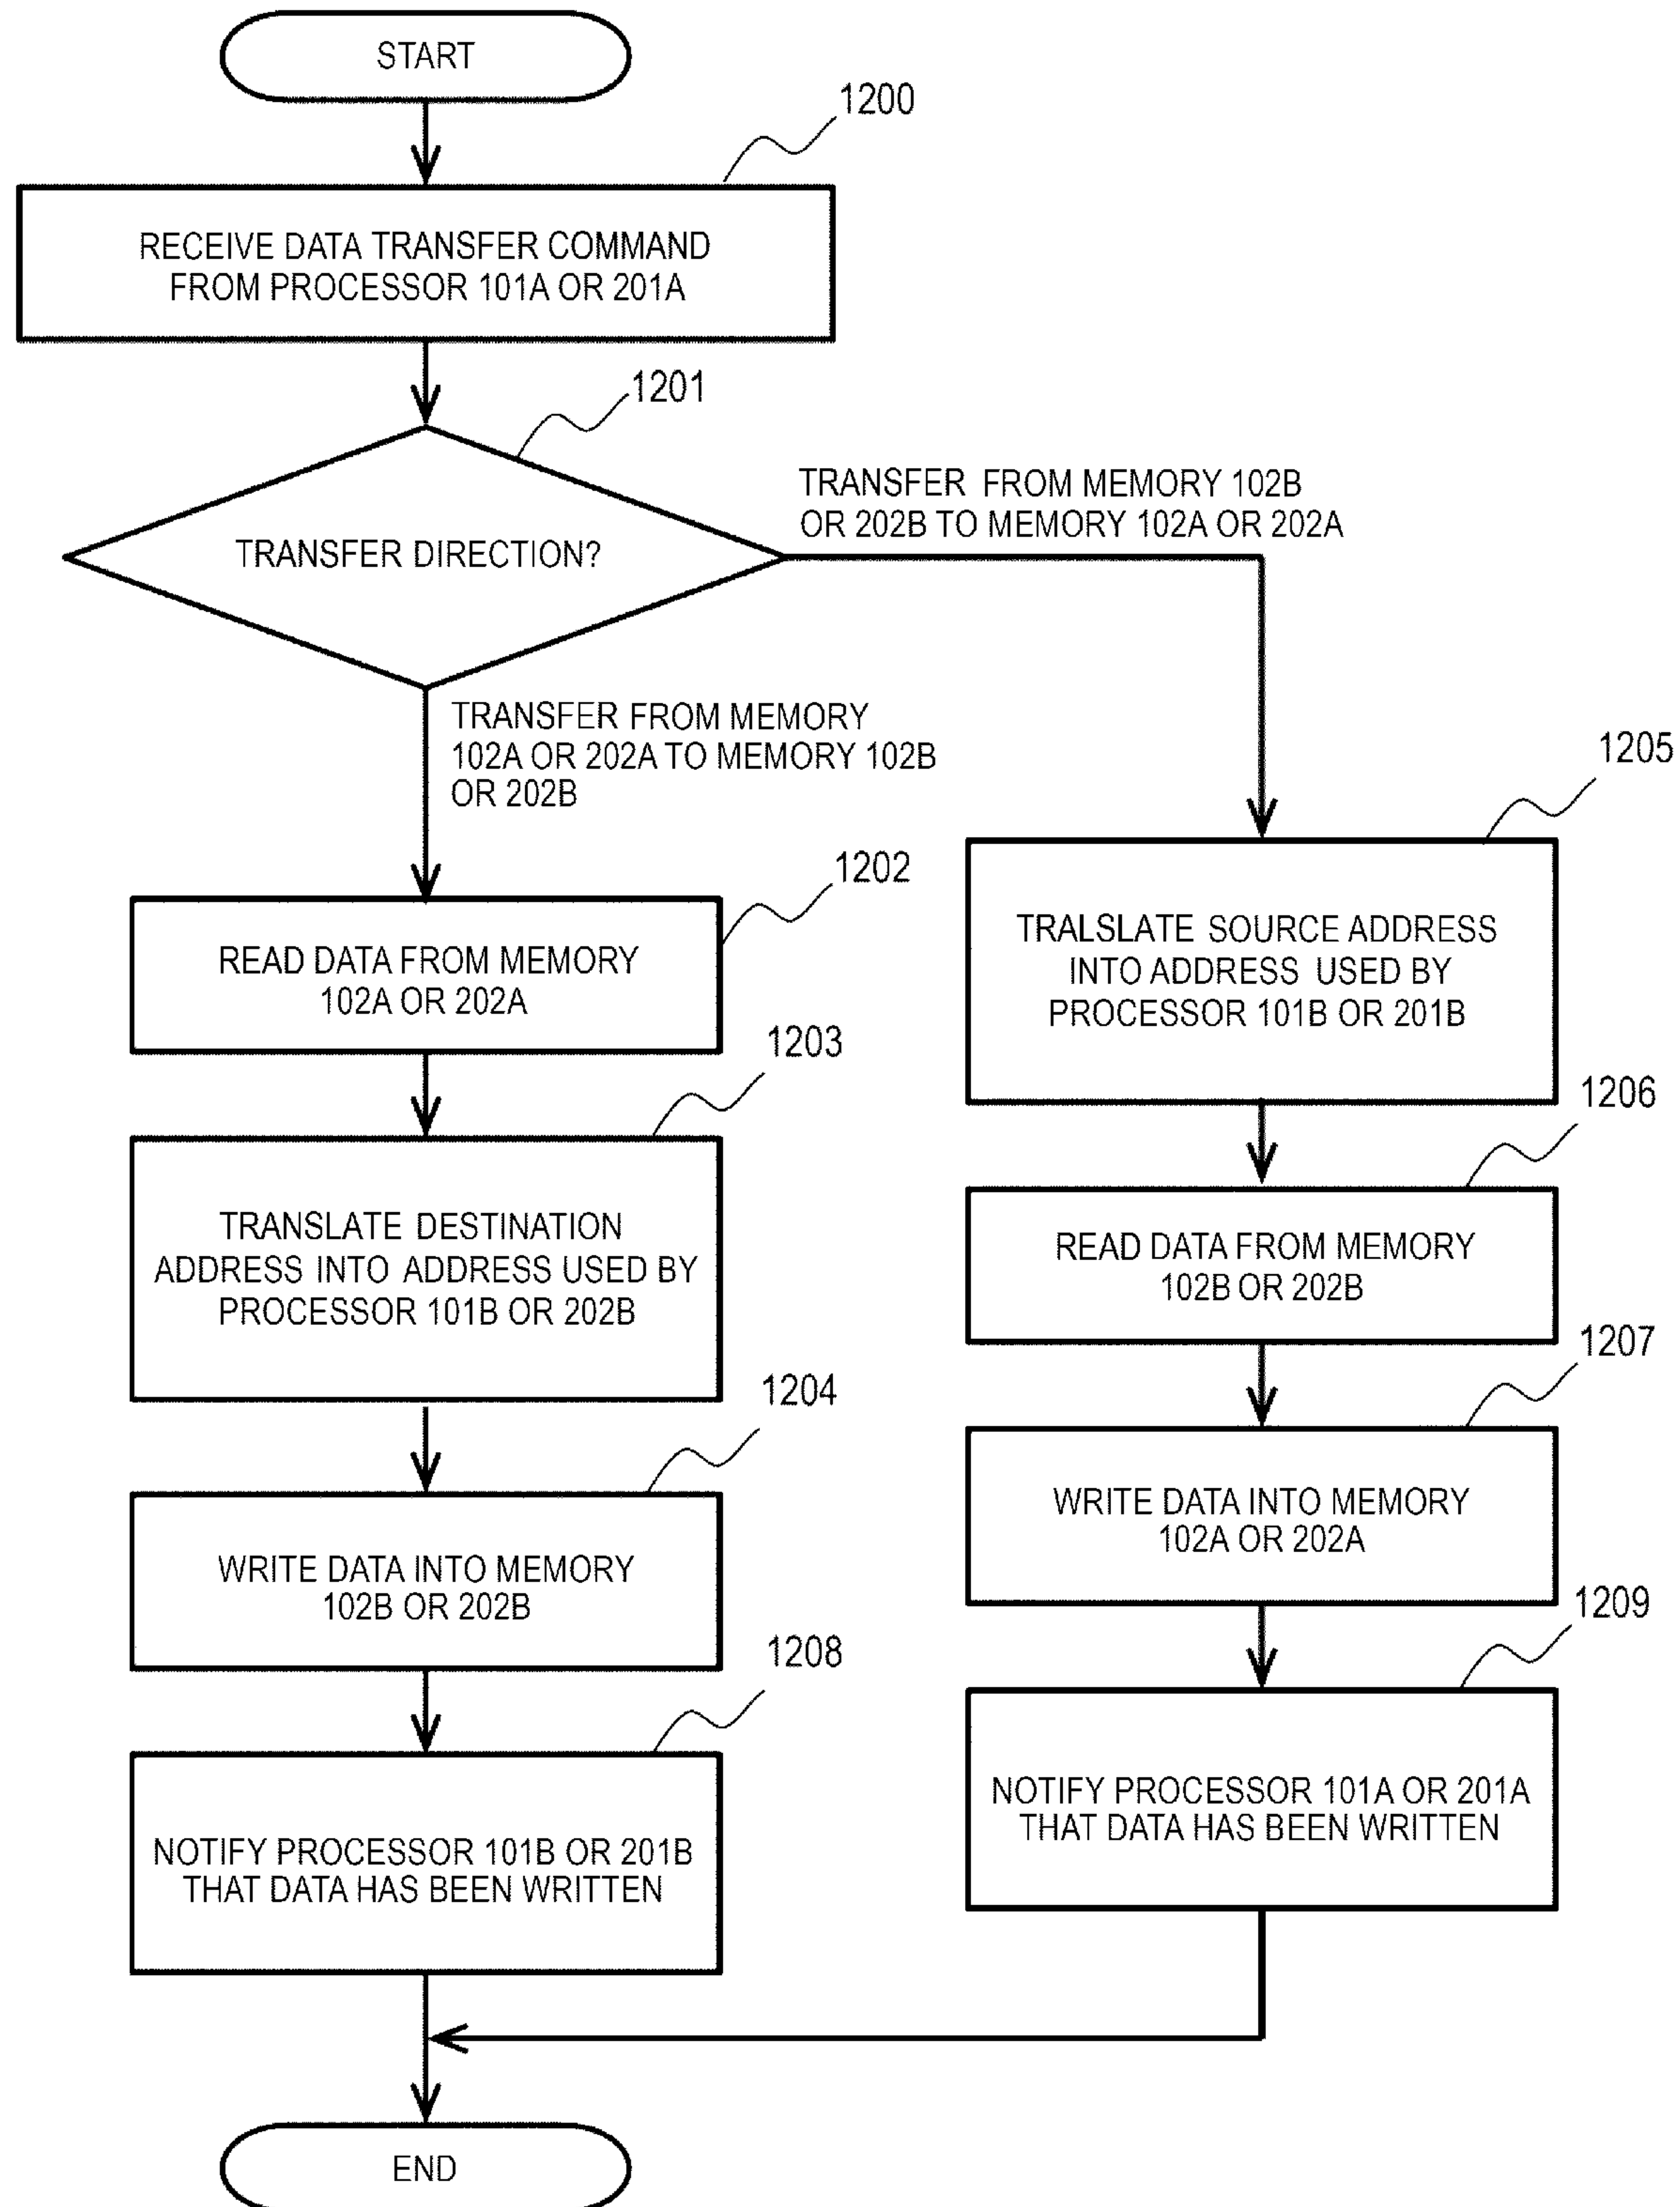 START
1200
RECEIVE DATA TRANSFER COMMAND
FROM PROCESSOR 101A OR 201A
1201
TRANSFER DIRECTION?
TRANSFER FROM MEMORY 102B
OR 202B TO MEMORY 102A OR 202A
TRANSFER FROM MEMORY
102A OR 202A TO MEMORY 102B
OR 202B
1202
READ DATA FROM MEMORY
102A OR 202A
1203
TRANSLATE DESTINATION
ADDRESS INTO ADDRESS USED BY
PROCESSOR 101B OR 202B
1204
WRITE DATA INTO MEMORY
102B OR 202B
1208
NOTIFY PROCESSOR 101B OR 201B
THAT DATA HAS BEEN WRITTEN
1205
TRALSLATE SOURCE ADDRESS
INTO ADDRESS USED BY
PROCESSOR 101B OR 201B
1206
READ DATA FROM MEMORY
102B OR 202B
1207
WRITE DATA INTO MEMORY
102A OR 202A
1209
NOTIFY PROCESSOR 101A OR 201A
THAT DATA HAS BEEN WRITTEN
END